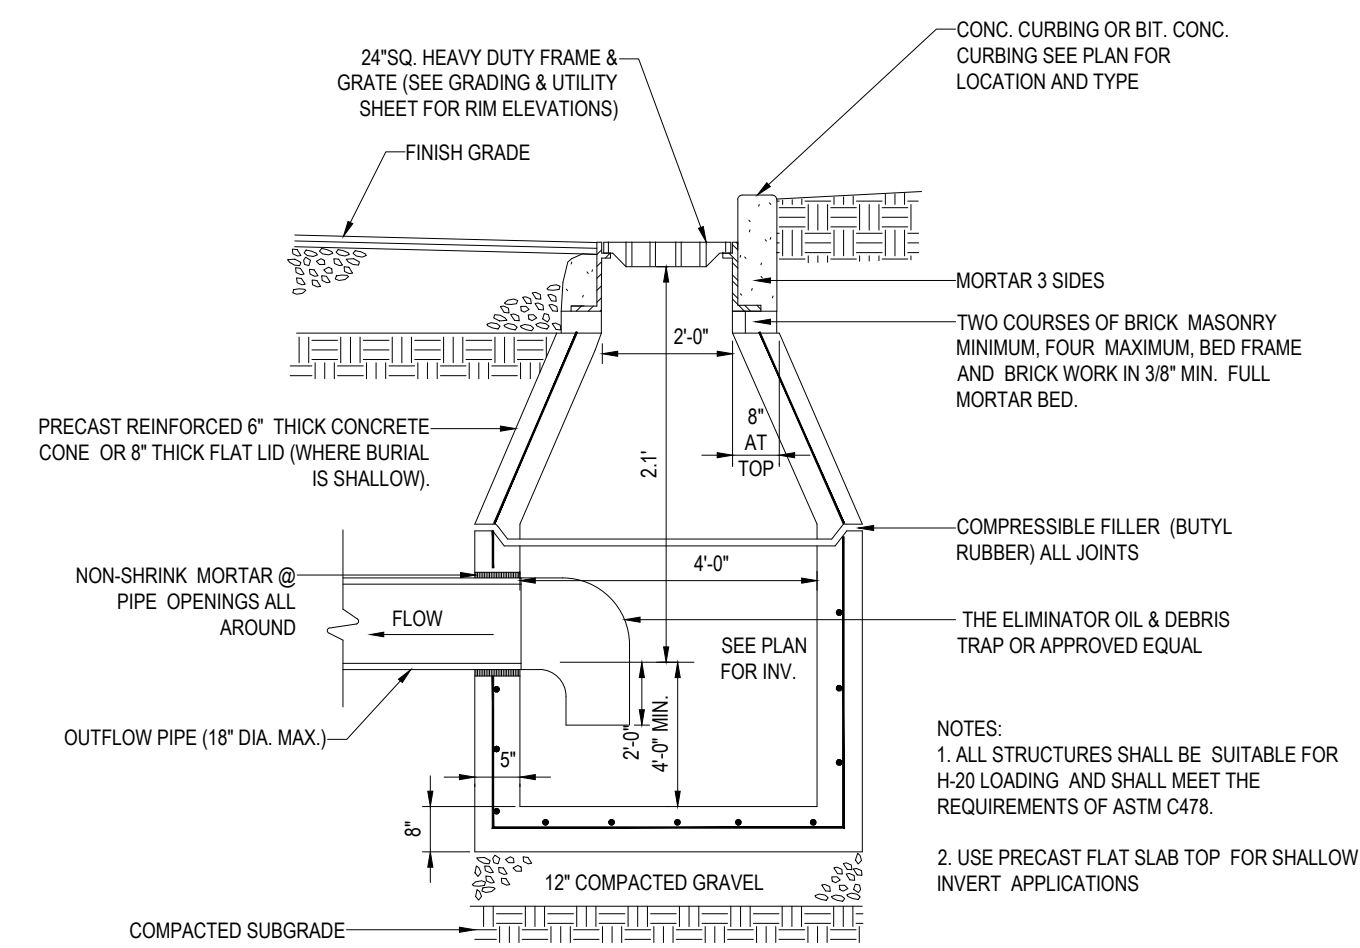 24"SQ. HEAVY DUTY FRAME &
GRATE (SEE GRADING & UTILITY
SHEET FOR RIM ELEVATIONS)
CONC. CURBING OR BIT. CONC.
CURBING SEE PLAN FOR
LOCATION AND TYPE
FINISH GRADE
MORTAR 3 SIDES
TWO COURSES OF BRICK MASONRY
MINIMUM, FOUR MAXIMUM, BED FRAME
AND BRICK WORK IN 3/8" MIN. FULL
MORTAR BED.
2'-0"
8"
AT
TOP
2.1'
PRECAST REINFORCED 6" THICK CONCRETE
CONE OR 8" THICK FLAT LID (WHERE BURIAL
IS SHALLOW).
COMPRESSIBLE FILLER (BUTYL
RUBBER) ALL JOINTS
4'-0"
NON-SHRINK MORTAR @
PIPE OPENINGS ALL
AROUND
FLOW
THE ELIMINATOR OIL & DEBRIS
TRAP OR APPROVED EQUAL
SEE PLAN
FOR INV.
2'-0"
4'-0" MIN.
OUTFLOW PIPE (18" DIA. MAX.)
5"
8"
NOTES:
1. ALL STRUCTURES SHALL BE SUITABLE FOR
H-20 LOADING AND SHALL MEET THE
REQUIREMENTS OF ASTM C478.
2. USE PRECAST FLAT SLAB TOP FOR SHALLOW
INVERT APPLICATIONS
12" COMPACTED GRAVEL
COMPACTED SUBGRADE